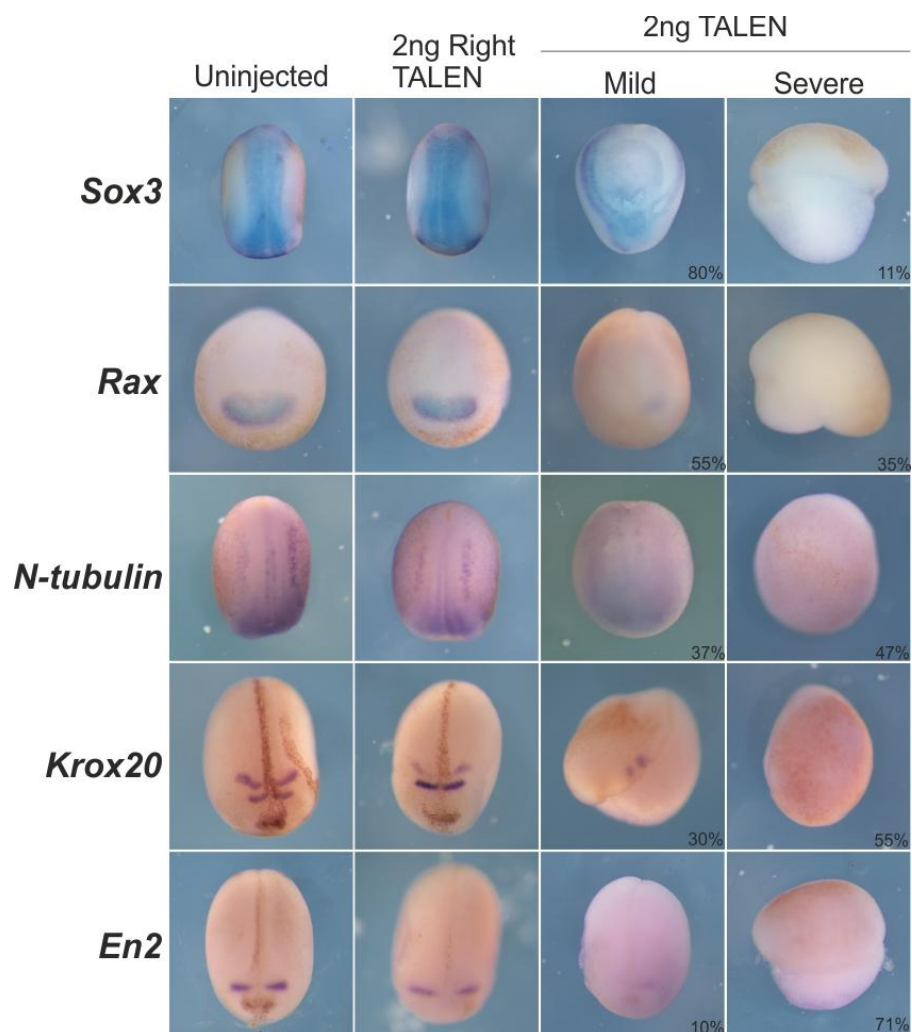 2ng TALEN
Uninjected
2ng Right
TALEN
Mild
Severe
Sox3
80%
11%
Rax
55%
35%
N-tubulin
37%
47%
Krox20
30%
55%
En2
10%
71%